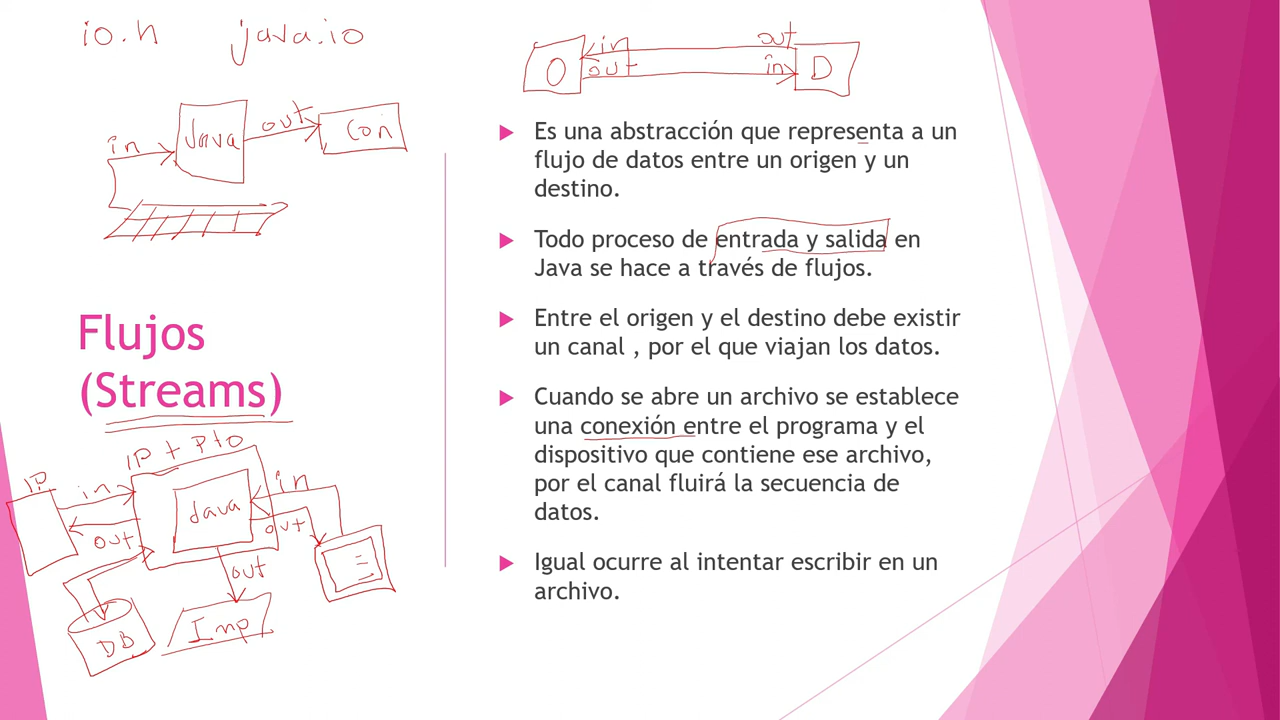 io.h java.io
in Java out Con
Flujos
(Streams)
IP + Pto
IP in out Java in out
DB out Imp
O in out out in D
Es una abstracción que representa a un
flujo de datos entre un origen y un
destino.
Todo proceso de entrada y salida en
Java se hace a través de flujos.
Entre el origen y el destino debe existir
un canal , por el que viajan los datos.
Cuando se abre un archivo se establece
una conexión entre el programa y el
dispositivo que contiene ese archivo,
por el canal fluirá la secuencia de
datos.
Igual ocurre al intentar escribir en un
archivo.